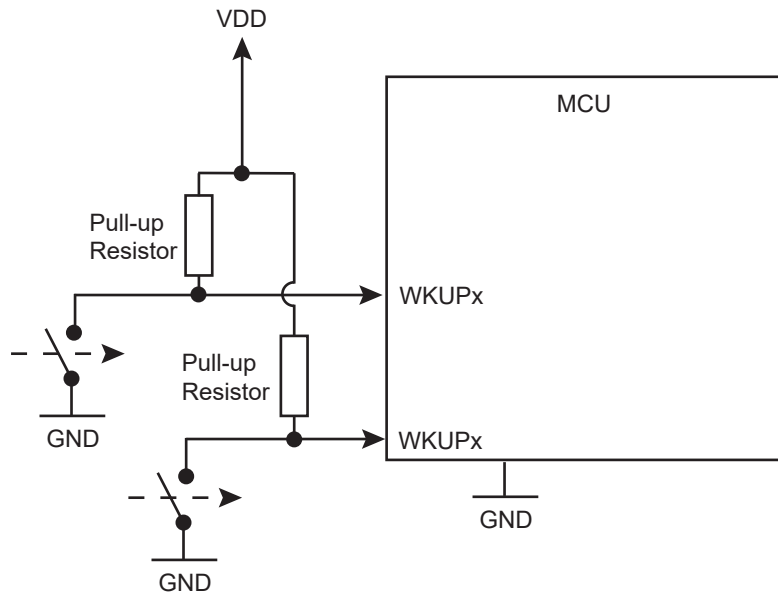 VDD
MCU
Pull-up
Resistor
WKUPx
Pull-up
Resistor
GND
WKUPx
GND
GND